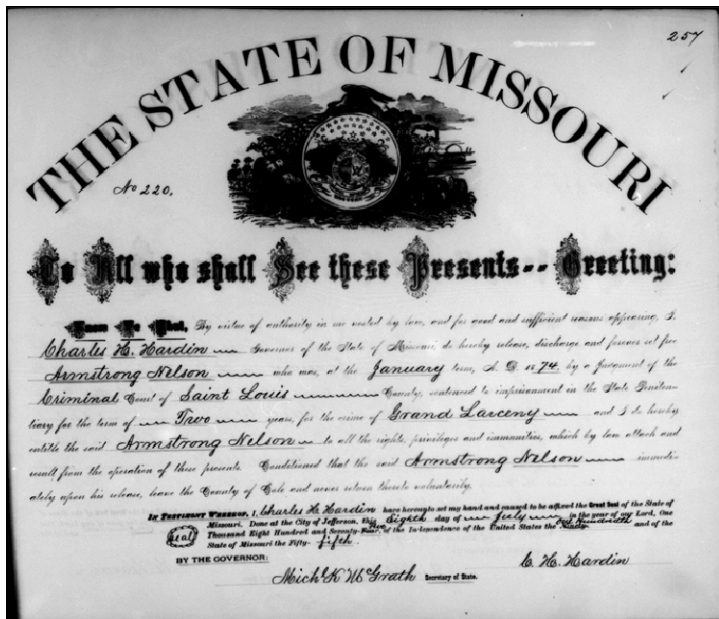 257
THE STATE OF MISSOURI
No 220.
To All who shall See these Presents-- Greeting:
Know Ye That, By virtue of authority in me vested by law, and for good and sufficient reasons appearing, I,
Charles H. Hardin Governor of the State of Missouri, do hereby release, discharge and forever set free
Armstrong Nelson who was, at the January term, A. D. 1874, by a Judgment of the
Criminal Court of Saint Louis County, sentenced to imprisonment in the State Peniten-
tiary for the term of Two years, for the crime of Grand Larceny and I do hereby
entitle the said Armstrong Nelson to all the rights, privileges and immunities, which by law attach and
result from the operation of these presents. Conditioned that the said Armstrong Nelson immedi-
ately upon his release, leave the County of Cole and never return thereto voluntarily.
IN TESTIMONY WHEREOF, I, Charles H. Hardin have hereunto set my hand and caused to be affixed the Great Seal of the State of
Missouri. Done at the City of Jefferson, this Eighth day of July in the year of our Lord, One
Thousand Eight Hundred and Seventy-Five, of the Independence of the United States the One Hundredth and of the
State of Missouri the Fifty-fifth.
Seal
BY THE GOVERNOR:
C. H. Hardin
Mich'l K McGrath Secretary of State.